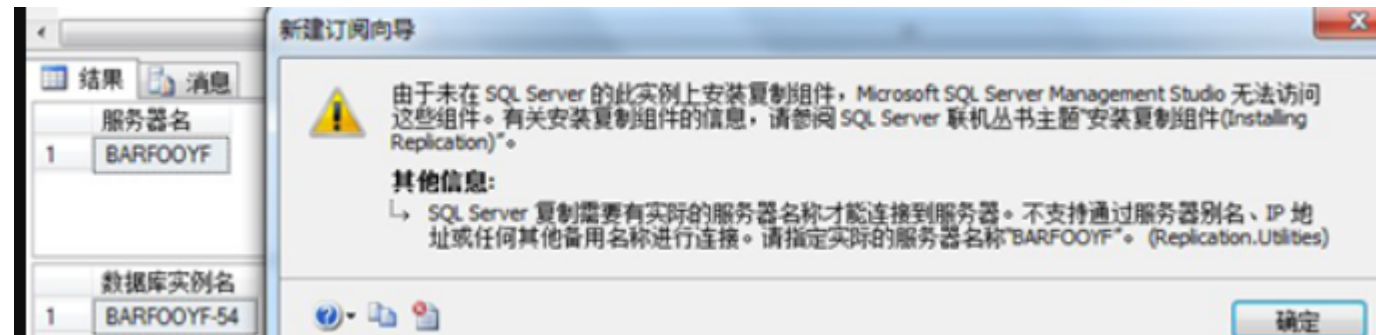 新建订阅向导
结果 消息
服务器名
1 BARFOOYF
数据库实例名
1 BARFOOYF-54
由于未在 SQL Server 的此实例上安装复制组件，Microsoft SQL Server Management Studio 无法访问
这些组件。有关安装复制组件的信息，请参阅 SQL Server 联机丛书主题"安装复制组件(Installing
Replication)"。
其他信息:
SQL Server 复制需要有实际的服务器名称才能连接到服务器。不支持通过服务器别名、IP 地
址或任何其他备用名称进行连接。请指定实际的服务器名称"BARFOOYF"。 (Replication.Utilities)
确定